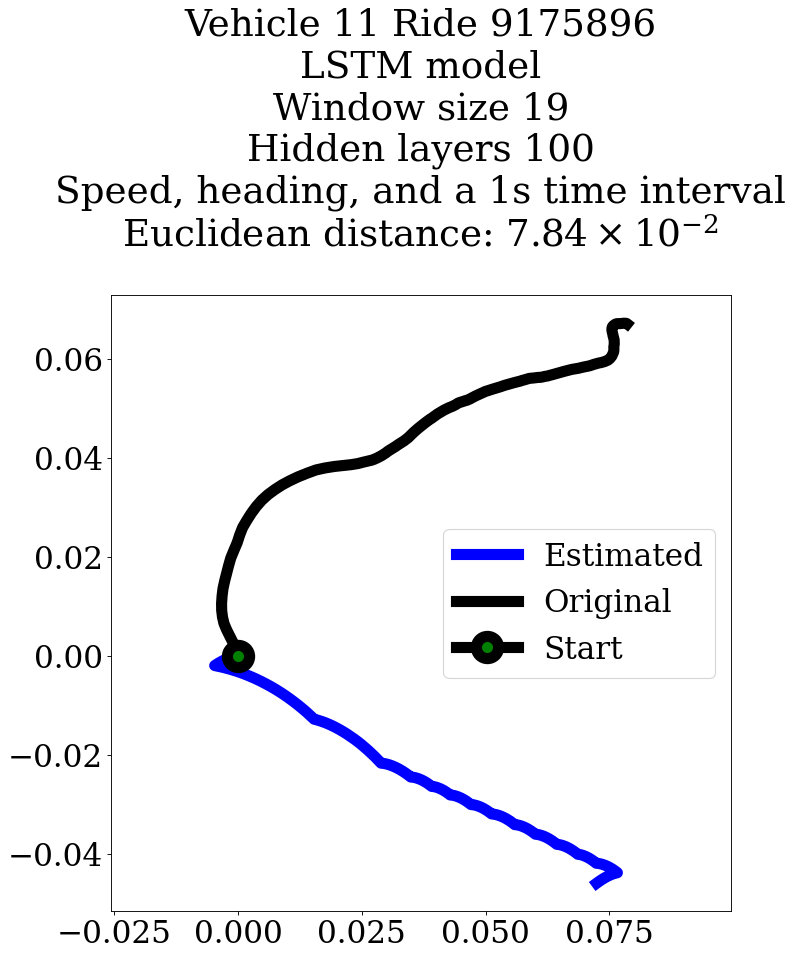 Vehicle 11 Ride 9175896
LSTM model
Window size 19
Hidden layers 100
Speed, heading, and a 1s time interval
Euclidean distance: 7.84 × 10⁻²
0.06
0.04
0.02
0.00
−0.02
−0.04
Estimated
Original
Start
−0.025 0.000 0.025 0.050 0.075